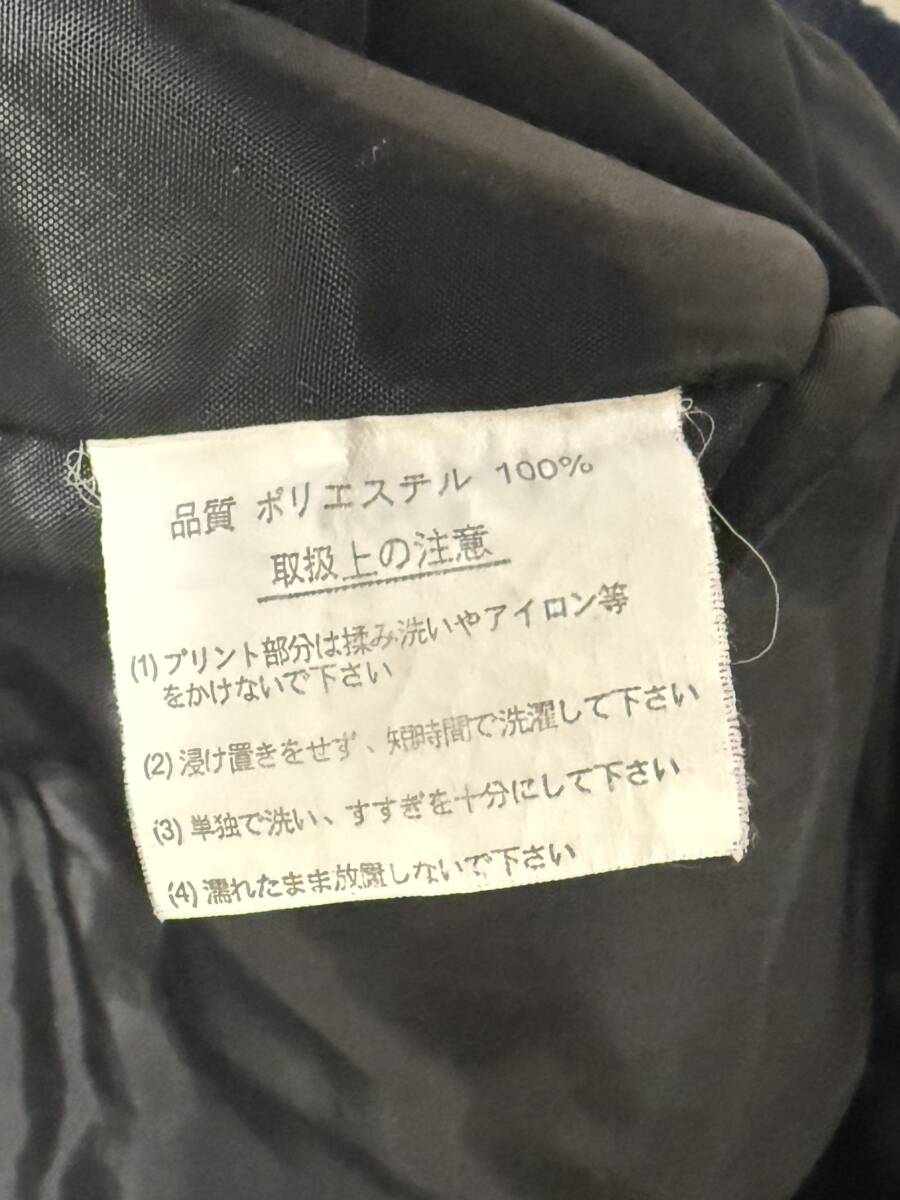 品質 ポリエステル 100%
取扱上の注意
(1) プリント部分は揉み洗いやアイロン等
をかけないで下さい
(2) 浸け置きをせず、短時間で洗濯して下さい
(3) 単独で洗い、すすぎを十分にして下さい
(4) 濡れたまま放置しないで下さい